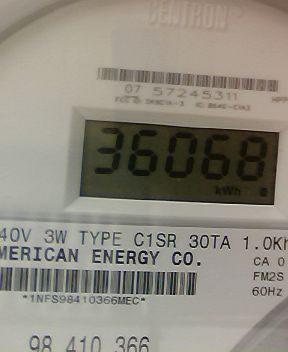 CENTRON
07 57245311
36068
kWh
40V 3W TYPE C1SR 30TA 1.0Kh
MERICAN ENERGY CO.
CA 0
FM2S
60Hz
*1NFS98410366MEC*
98 410 366